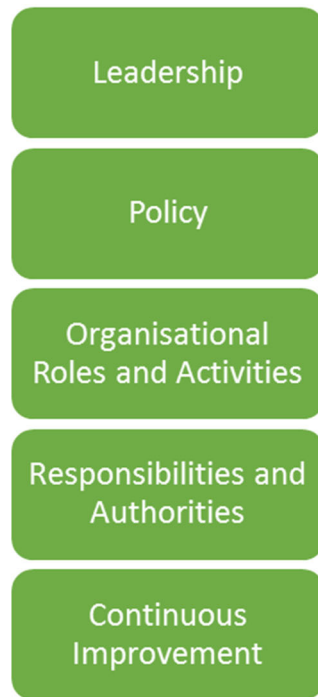 Leadership
Policy
Organisational
Roles and Activities
Responsibilities and
Authorities
Continuous
Improvement